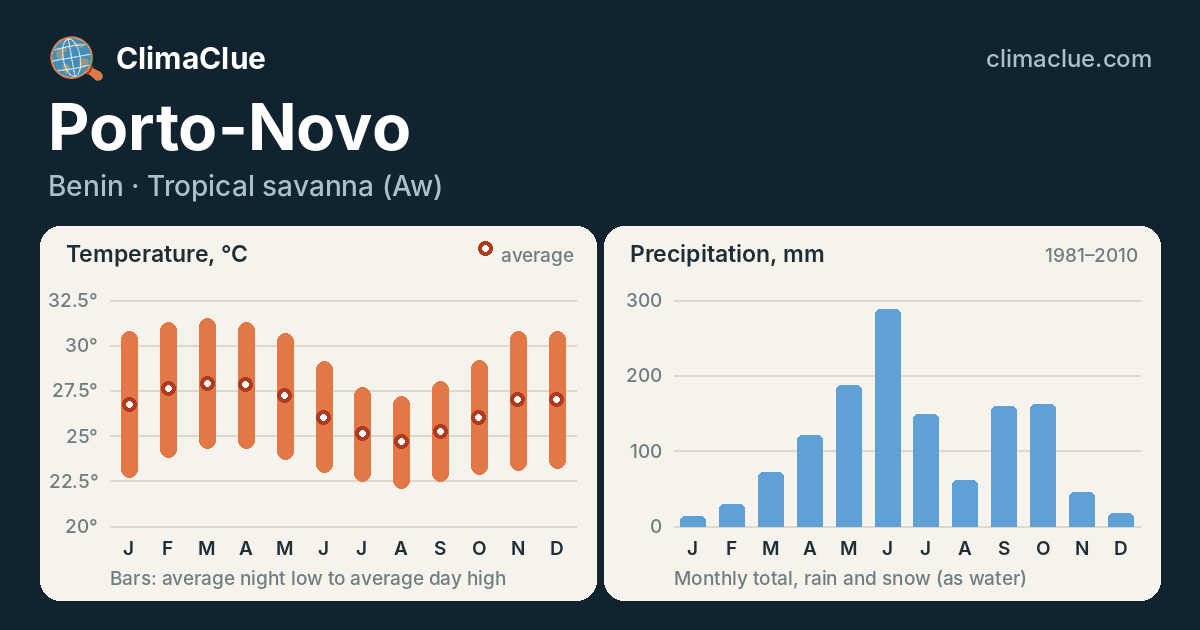 ClimaClue
climaclue.com
Porto-Novo
Benin · Tropical savanna (Aw)
Temperature, °C
average
32.5°
30°
27.5°
25°
22.5°
20°
J F M A M J J A S O N D
Bars: average night low to average day high
Precipitation, mm
1981–2010
300
200
100
0
J F M A M J J A S O N D
Monthly total, rain and snow (as water)